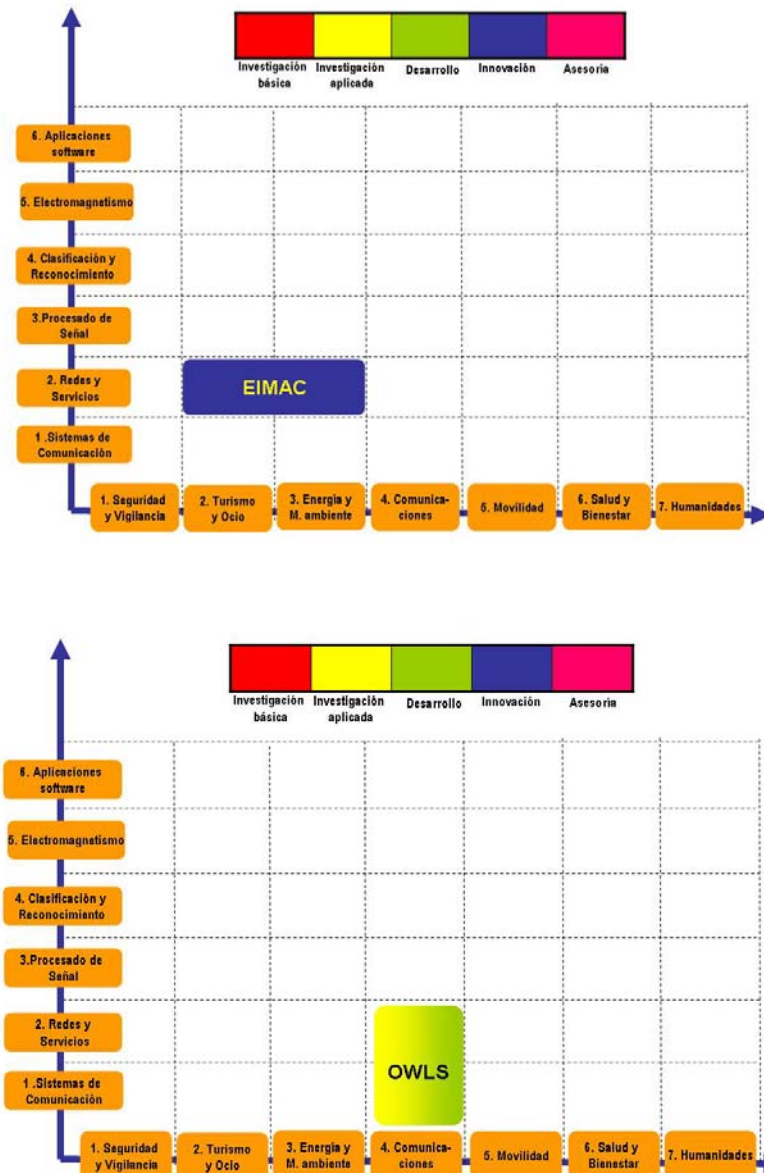 Investigación
básica
Investigación
aplicada
Desarrollo
Innovación
Asesoría
6. Aplicaciones
software
5. Electromagnetismo
4. Clasificación y
Reconocimiento
3.Procesado de
Señal
2. Redes y
Servicios
EIMAC
1 .Sistemas de
Comunicación
1. Seguridad
y Vigilancia
2. Turismo
y Ocio
3. Energía y
M. ambiente
4. Comunica-
ciones
5. Movilidad
6. Salud y
Bienestar
7. Humanidades
Investigación
básica
Investigación
aplicada
Desarrollo
Innovación
Asesoría
6. Aplicaciones
software
5. Electromagnetismo
4. Clasificación y
Reconocimiento
3.Procesado de
Señal
2. Redes y
Servicios
OWLS
1 .Sistemas de
Comunicación
1. Seguridad
y Vigilancia
2. Turismo
y Ocio
3. Energía y
M. ambiente
4. Comunica-
ciones
5. Movilidad
6. Salud y
Bienestar
7. Humanidades